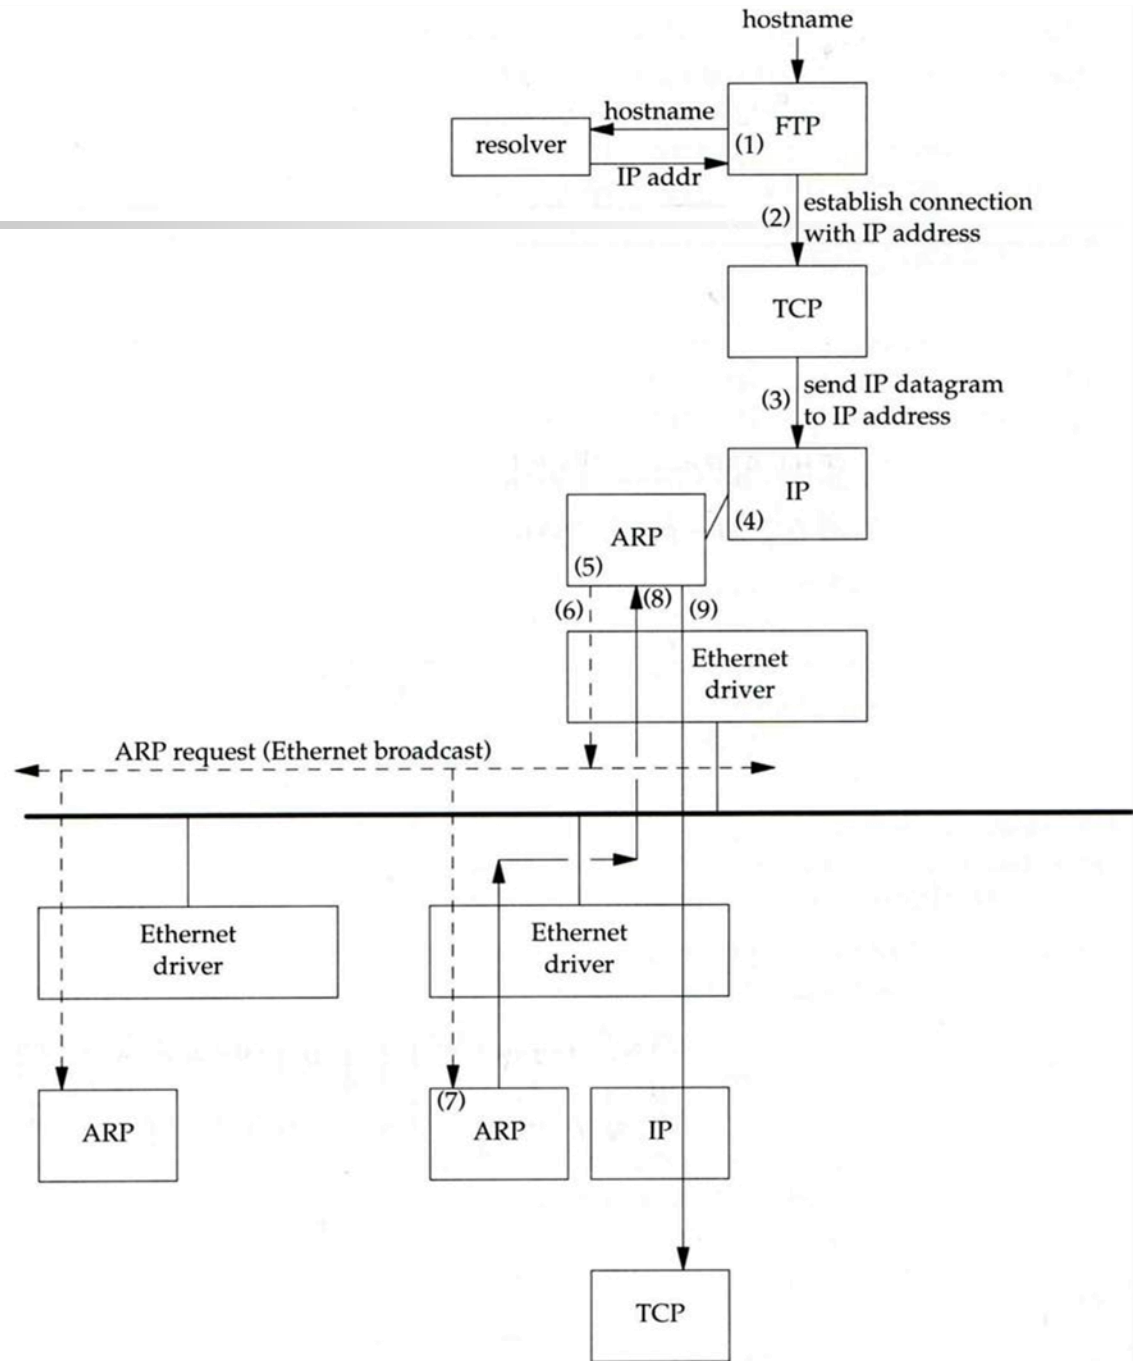 hostname
FTP
hostname
(1)
resolver
IP addr
(2)
establish connection
with IP address
TCP
(3)
send IP datagram
to IP address
IP
(4)
ARP
(5)
(6)
(8)
(9)
Ethernet
driver
ARP request (Ethernet broadcast)
Ethernet
driver
Ethernet
driver
ARP
(7)
ARP
IP
TCP